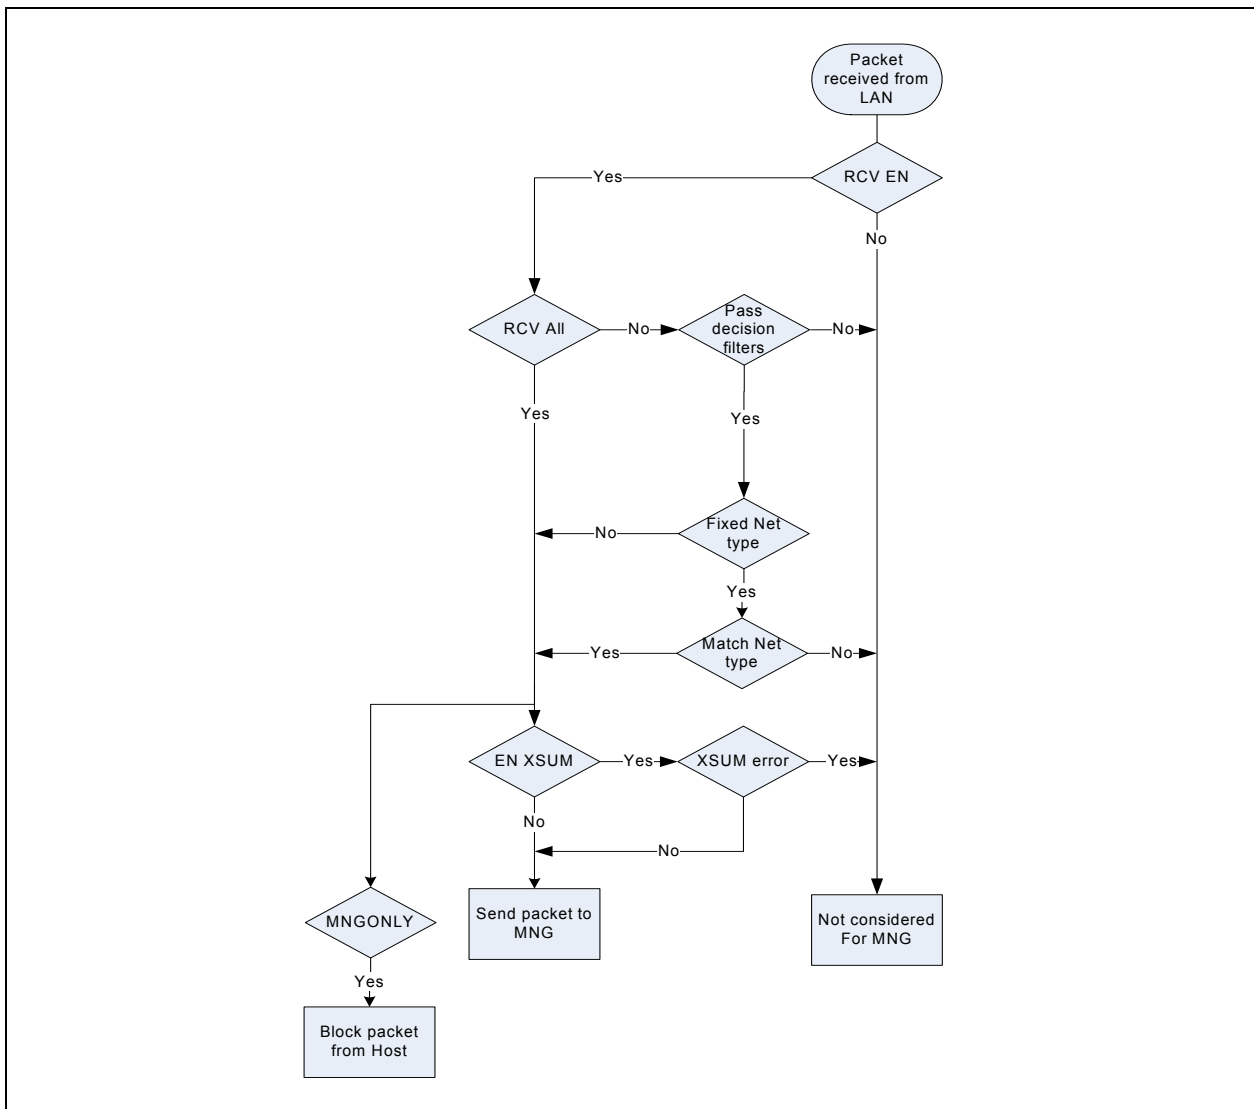 Packet
received from
LAN
Yes
RCV EN
No
RCV All
No
Pass
decision
filters
No
Yes
Yes
No
Fixed Net
type
Yes
Yes
Match Net
type
No
EN XSUM
Yes
XSUM error
Yes
No
No
MNGONLY
Send packet to
MNG
Not considered
For MNG
Yes
Block packet
from Host